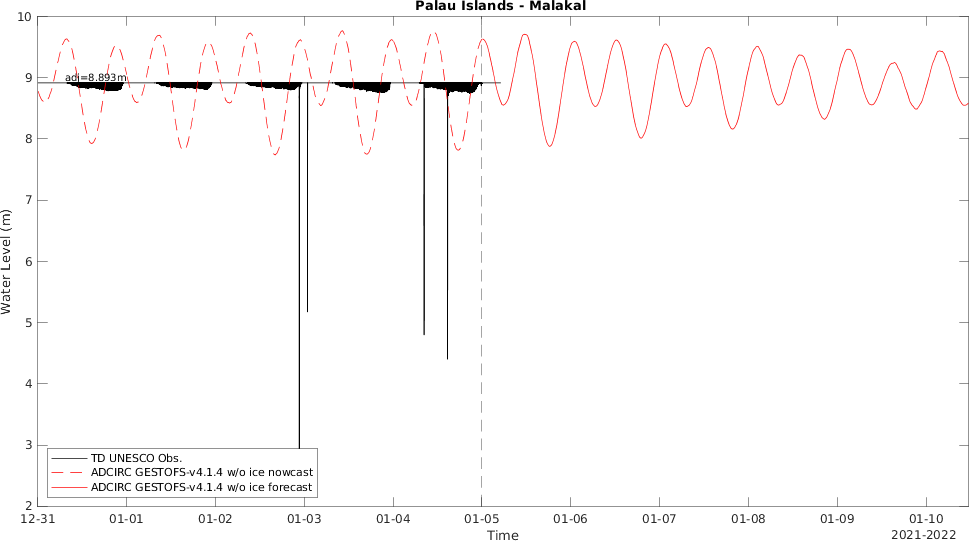 Palau Islands - Malakal
10
9
8
7
6
5
4
3
2
Water Level (m)
adj=8.893m
TD UNESCO Obs.
ADCIRC GESTOFS-v4.1.4 w/o ice nowcast
ADCIRC GESTOFS-v4.1.4 w/o ice forecast
12-31 01-01 01-02 01-03 01-04 01-05 01-06 01-07 01-08 01-09 01-10
Time
2021-2022